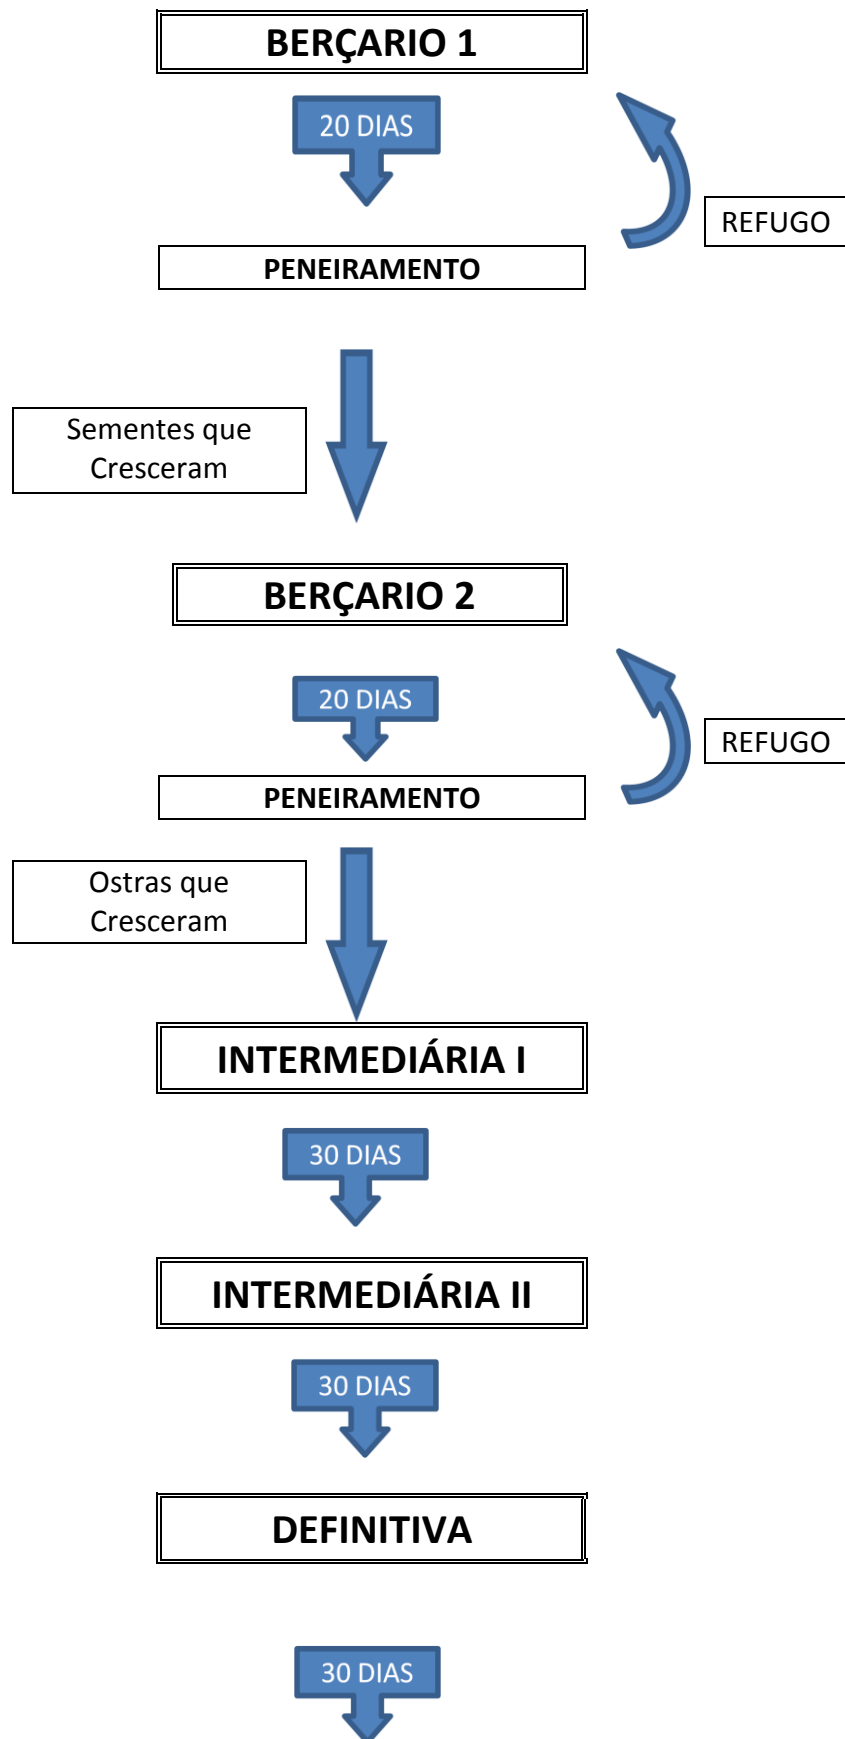 BERÇARIO 1
20 DIAS
REFUGO
PENEIRAMENTO
Sementes que
Cresceram
BERÇARIO 2
20 DIAS
REFUGO
PENEIRAMENTO
Ostras que
Cresceram
INTERMEDIÁRIA I
30 DIAS
INTERMEDIÁRIA II
30 DIAS
DEFINITIVA
30 DIAS